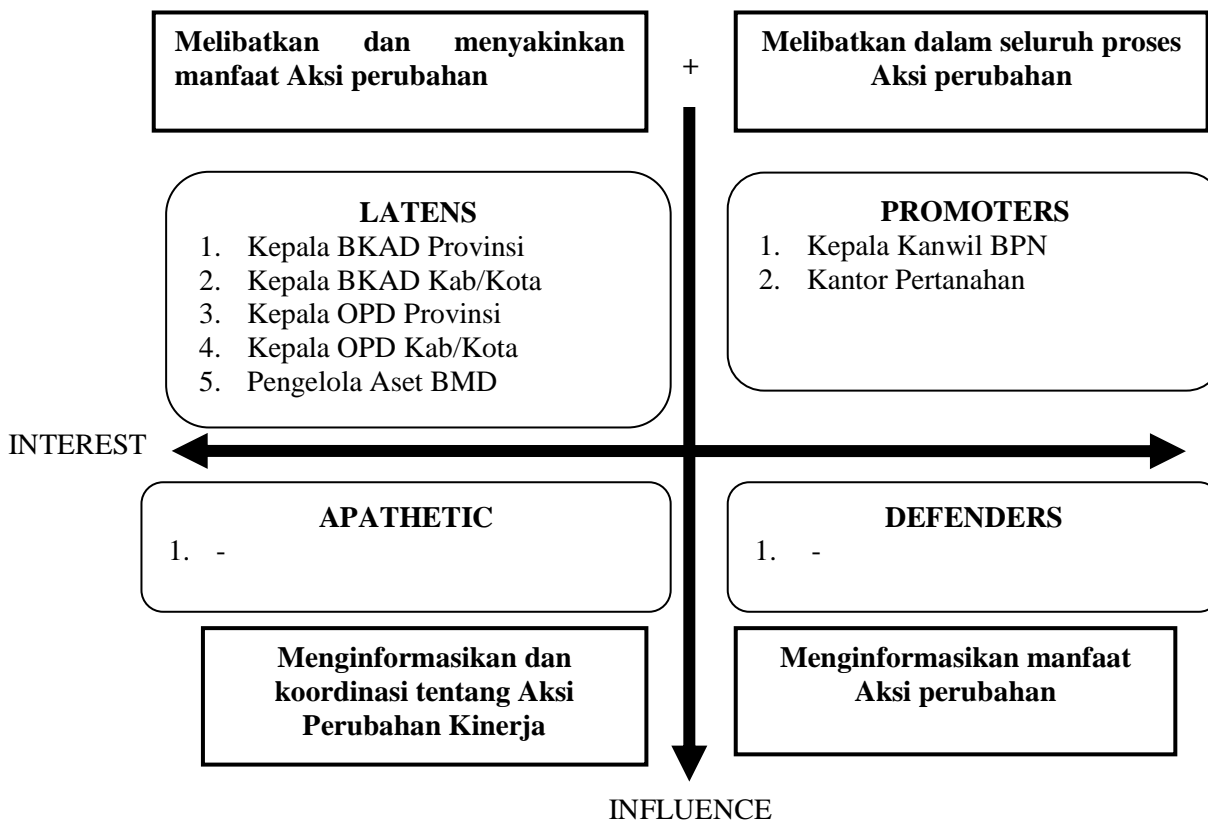 Melibatkan dan menyakinkan
manfaat Aksi perubahan
+
Melibatkan dalam seluruh proses
Aksi perubahan
LATENS
1. Kepala BKAD Provinsi
2. Kepala BKAD Kab/Kota
3. Kepala OPD Provinsi
4. Kepala OPD Kab/Kota
5. Pengelola Aset BMD
PROMOTERS
1. Kepala Kanwil BPN
2. Kantor Pertanahan
INTEREST
APATHETIC
1. -
DEFENDERS
1. -
Menginformasikan dan
koordinasi tentang Aksi
Perubahan Kinerja
Menginformasikan manfaat
Aksi perubahan
INFLUENCE